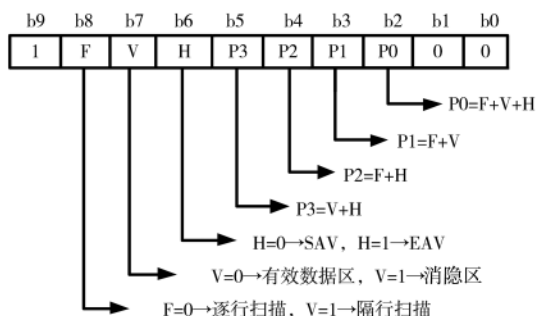 b9 b8 b7 b6 b5 b4 b3 b2 b1 b0
1 F V H P3 P2 P1 P0 0 0
P0=F+V+H
P1=F+V
P2=F+H
P3=V+H
H=0→SAV，H=1→EAV
V=0→有效数据区，V=1→消隐区
F=0→逐行扫描，V=1→隔行扫描